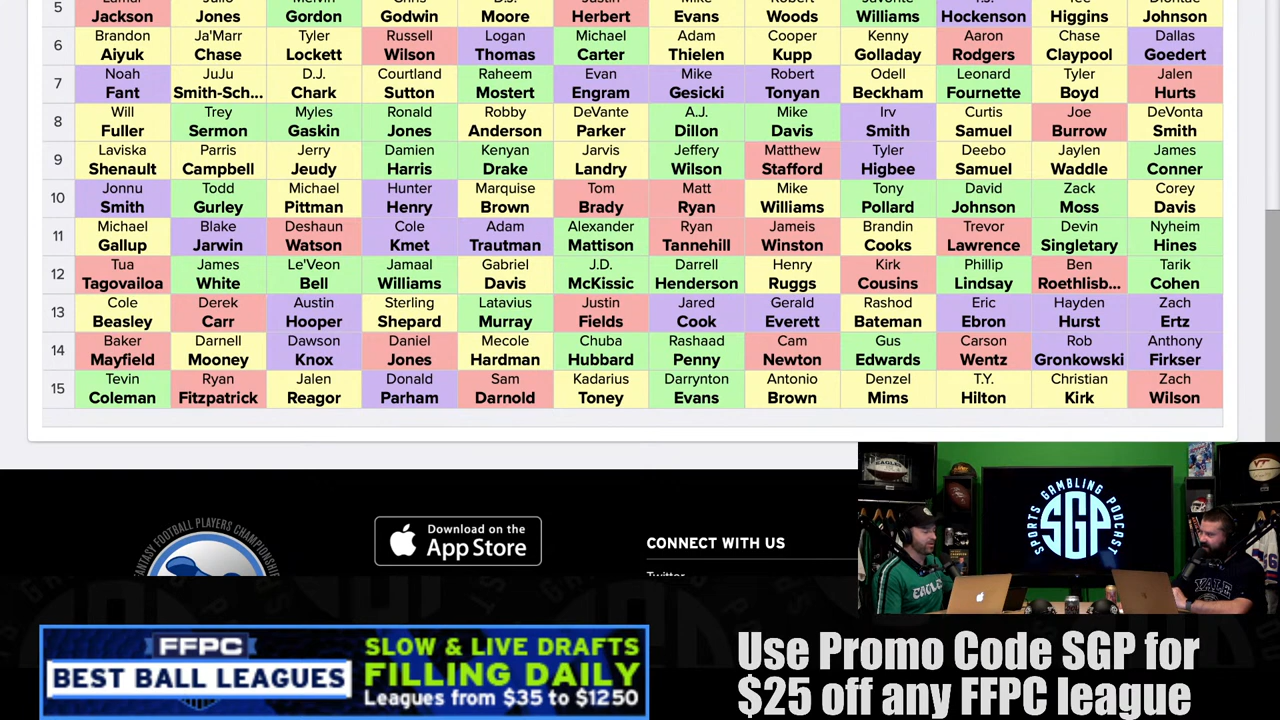 5 Jackson Jones Gordon Godwin Moore Herbert Evans Woods Williams Hockenson Higgins Johnson
Brandon Ja'Marr Tyler Russell Logan Michael Adam Cooper Kenny Aaron Chase Dallas
6
Aiyuk Chase Lockett Wilson Thomas Carter Thielen Kupp Golladay Rodgers Claypool Goedert
Noah JuJu D.J. Courtland Raheem Evan Mike Robert Odell Leonard Tyler Jalen
7
Fant Smith-Sch... Chark Sutton Mostert Engram Gesicki Tonyan Beckham Fournette Boyd Hurts
Will Trey Myles Ronald Robby DeVante A.J. Mike Irv Curtis Joe DeVonta
8
Fuller Sermon Gaskin Jones Anderson Parker Dillon Davis Smith Samuel Burrow Smith
Laviska Parris Jerry Damien Kenyan Jarvis Jeffery Matthew Tyler Deebo Jaylen James
9
Shenault Campbell Jeudy Harris Drake Landry Wilson Stafford Higbee Samuel Waddle Conner
Jonnu Todd Michael Hunter Marquise Tom Matt Mike Tony David Zack Corey
10
Smith Gurley Pittman Henry Brown Brady Ryan Williams Pollard Johnson Moss Davis
Michael Blake Deshaun Cole Adam Alexander Ryan Jameis Brandin Trevor Devin Nyheim
11
Gallup Jarwin Watson Kmet Trautman Mattison Tannehill Winston Cooks Lawrence Singletary Hines
Tua James Le'Veon Jamaal Gabriel J.D. Darrell Henry Kirk Phillip Ben Tarik
12
Tagovailoa White Bell Williams Davis McKissic Henderson Ruggs Cousins Lindsay Roethlisb... Cohen
Cole Derek Austin Sterling Latavius Justin Jared Gerald Rashod Eric Hayden Zach
13
Beasley Carr Hooper Shepard Murray Fields Cook Everett Bateman Ebron Hurst Ertz
Baker Darnell Dawson Daniel Mecole Chuba Rashaad Cam Gus Carson Rob Anthony
14
Mayfield Mooney Knox Jones Hardman Hubbard Penny Newton Edwards Wentz Gronkowski Firkser
Tevin Ryan Jalen Donald Sam Kadarius Darrynton Antonio Denzel T.Y. Christian Zach
15
Coleman Fitzpatrick Reagor Parham Darnold Toney Evans Brown Mims Hilton Kirk Wilson
FANTASY FOOTBALL PLAYERS CHAMPIONSHIP
Download on the
App Store
CONNECT WITH US
Twitter
SPORTS GAMBLING PODCAST
SGP
EAGLES
YALE
FFPC
BEST BALL LEAGUES
SLOW & LIVE DRAFTS
FILLING DAILY
Leagues from $35 to $1250
Use Promo Code SGP for
$25 off any FFPC league